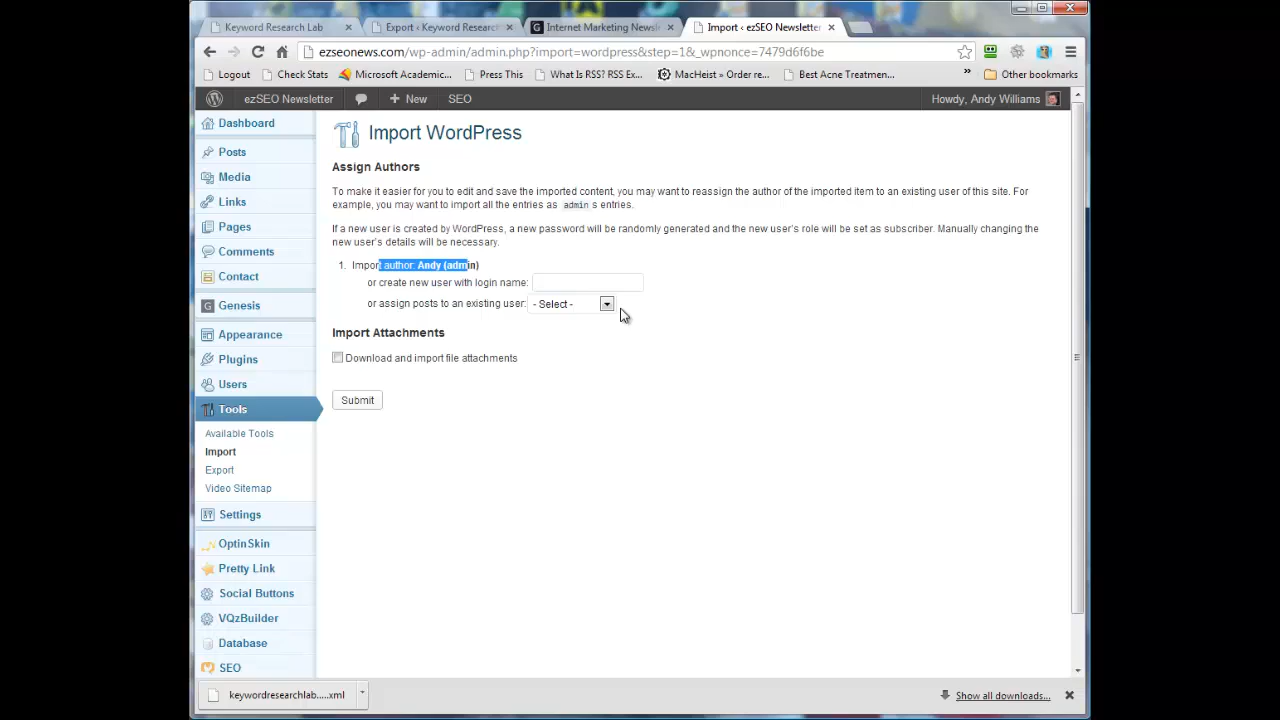 Keyword Research Lab
Export ‹ Keyword Researc
Internet Marketing Newsle
Import ‹ ezSEO Newslette
ezseonews.com/wp-admin/admin.php?import=wordpress&step=1&_wpnonce=7479d6f6be
Logout
Check Stats
Microsoft Academic...
Press This
What Is RSS? RSS Ex...
MacHeist » Order re...
Best Acne Treatmen...
»
Other bookmarks
ezSEO Newsletter
+ New
SEO
Howdy, Andy Williams
Dashboard
Posts
Media
Links
Pages
Comments
Contact
Genesis
Appearance
Plugins
Users
Tools
Available Tools
Import
Export
Video Sitemap
Settings
OptinSkin
Pretty Link
Social Buttons
VQzBuilder
Database
SEO
Import WordPress
Assign Authors
To make it easier for you to edit and save the imported content, you may want to reassign the author of the imported item to an existing user of this site. For
example, you may want to import all the entries as admin s entries.
If a new user is created by WordPress, a new password will be randomly generated and the new user's role will be set as subscriber. Manually changing the
new user's details will be necessary.
1. Import author: Andy (admin)
or create new user with login name:
or assign posts to an existing user: - Select -
Import Attachments
Download and import file attachments
Submit
keywordresearchlab.....xml
Show all downloads...